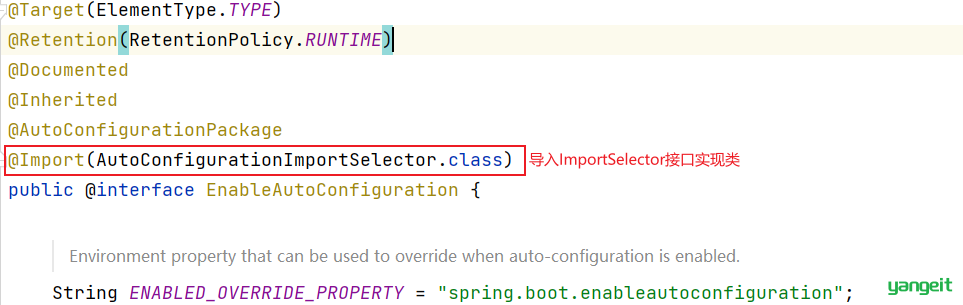 @Target(ElementType.TYPE)
@Retention(RetentionPolicy.RUNTIME)
@Documented
@Inherited
@AutoConfigurationPackage
@Import(AutoConfigurationImportSelector.class) 导入ImportSelector接口实现类
public @interface EnableAutoConfiguration {
Environment property that can be used to override when auto-configuration is enabled.
String ENABLED_OVERRIDE_PROPERTY = "spring.boot.enableautoconfiguration";
yangeit